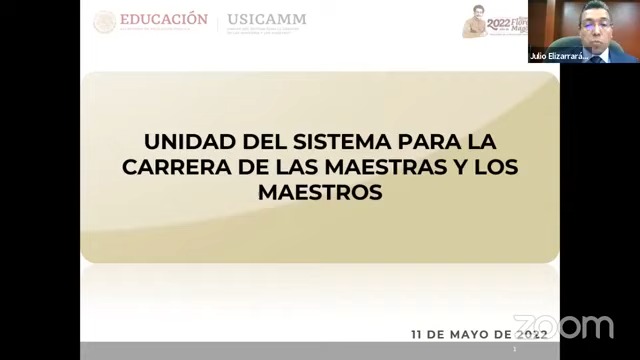 EDUCACIÓN
USICAMM
2022 Flores
Julio Elizarrará...
UNIDAD DEL SISTEMA PARA LA
CARRERA DE LAS MAESTRAS Y LOS
MAESTROS
11 DE MAYO DE 2022
zoom
1